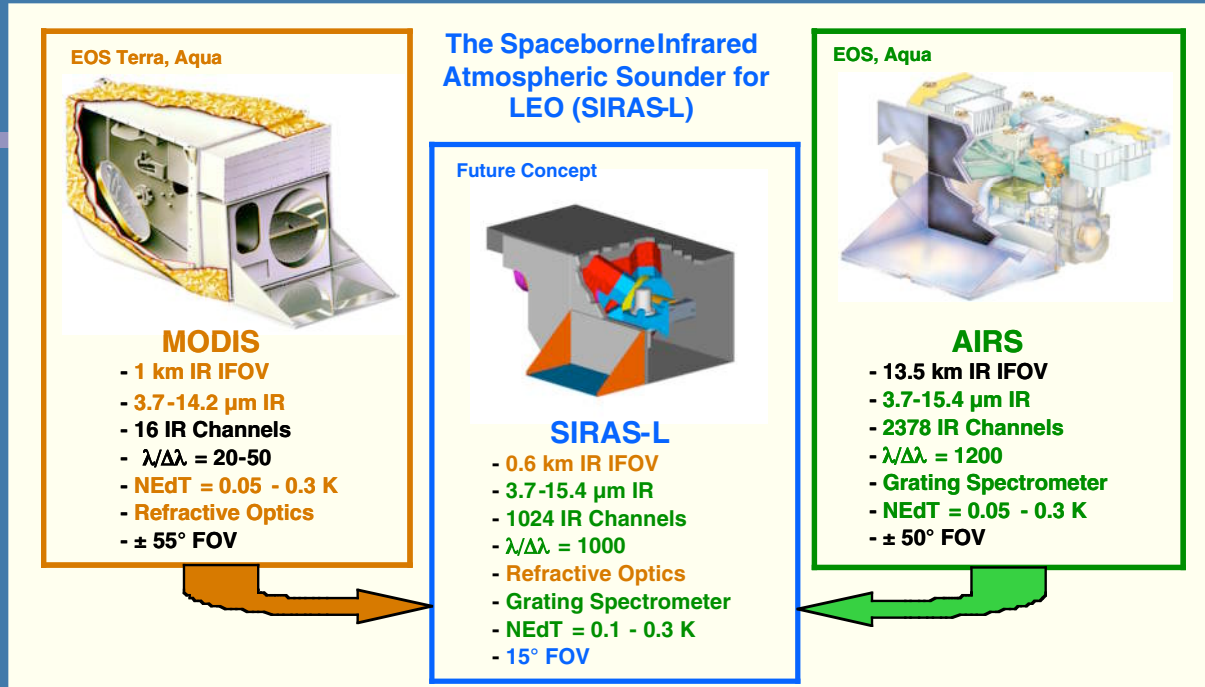 EOS Terra, Aqua
MODIS
- 1 km IR IFOV
- 3.7-14.2 µm IR
- 16 IR Channels
- λ/Δλ = 20-50
- NEdT = 0.05 - 0.3 K
- Refractive Optics
- ± 55° FOV
The SpaceborneInfrared
Atmospheric Sounder for
LEO (SIRAS-L)
Future Concept
SIRAS-L
- 0.6 km IR IFOV
- 3.7-15.4 µm IR
- 1024 IR Channels
- λ/Δλ = 1000
- Refractive Optics
- Grating Spectrometer
- NEdT = 0.1 - 0.3 K
- 15° FOV
EOS, Aqua
AIRS
- 13.5 km IR IFOV
- 3.7-15.4 µm IR
- 2378 IR Channels
- λ/Δλ = 1200
- Grating Spectrometer
- NEdT = 0.05 - 0.3 K
- ± 50° FOV